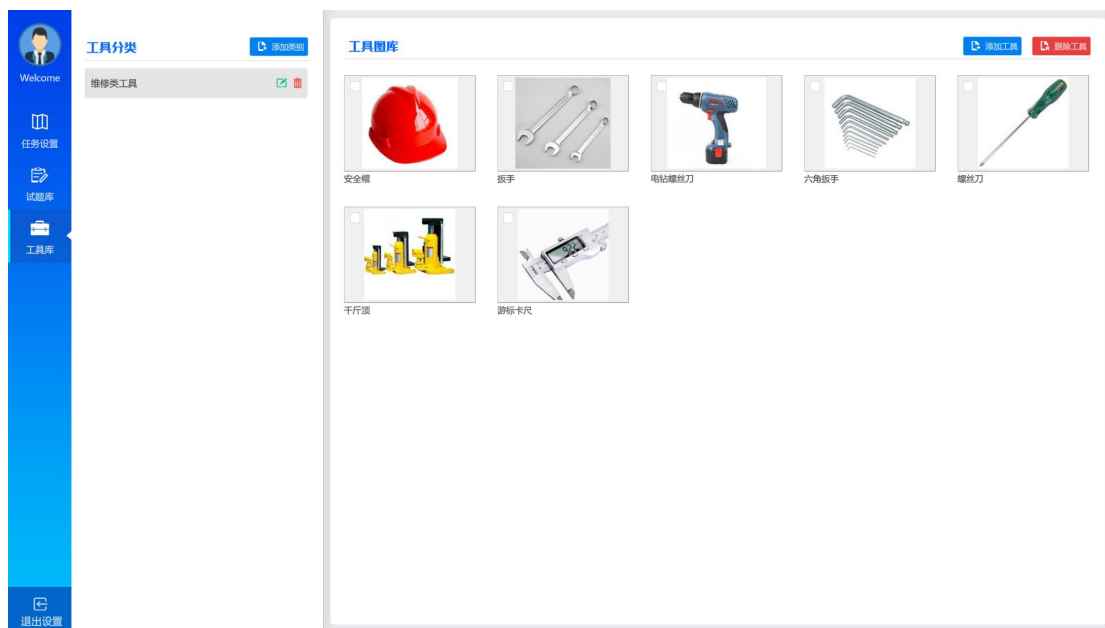 Welcome
任务设置
试题库
工具库
退出设置
工具分类
添加类别
维修类工具
工具图库
添加工具
删除工具
安全帽
扳手
电钻螺丝刀
六角扳手
螺丝刀
千斤顶
游标卡尺